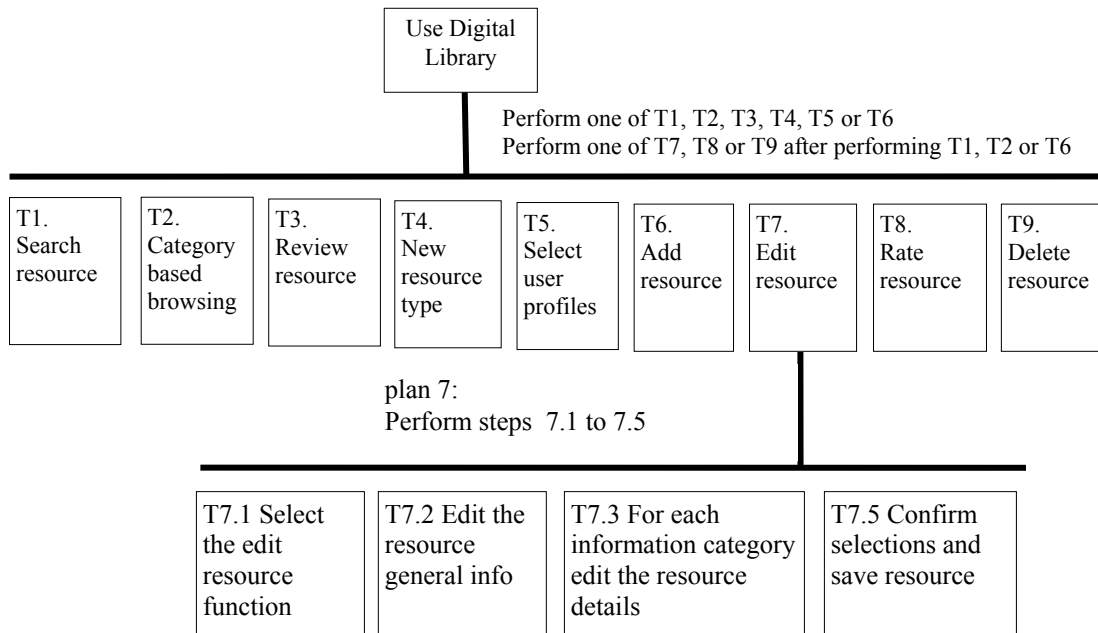 Use Digital
Library
Perform one of T1, T2, T3, T4, T5 or T6
Perform one of T7, T8 or T9 after performing T1, T2 or T6
T1.
Search
resource
T2.
Category
based
browsing
T3.
Review
resource
T4.
New
resource
type
T5.
Select
user
profiles
T6.
Add
resource
T7.
Edit
resource
T8.
Rate
resource
T9.
Delete
resource
plan 7:
Perform steps 7.1 to 7.5
T7.1 Select
the edit
resource
function
T7.2 Edit the
resource
general info
T7.3 For each
information category
edit the resource
details
T7.5 Confirm
selections and
save resource